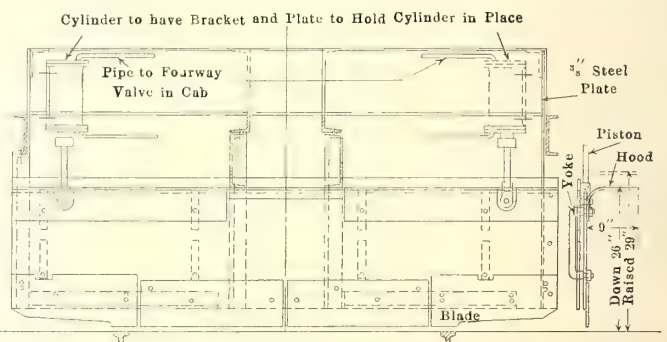 Cylinder to have Bracket and Plate to Hold Cylinder in Place
Pipe to Fourway
Valve in Cab
3/8" Steel
Plate
Piston
Hood
Yoke
9"
Down 26"
Raised 29"
Blade